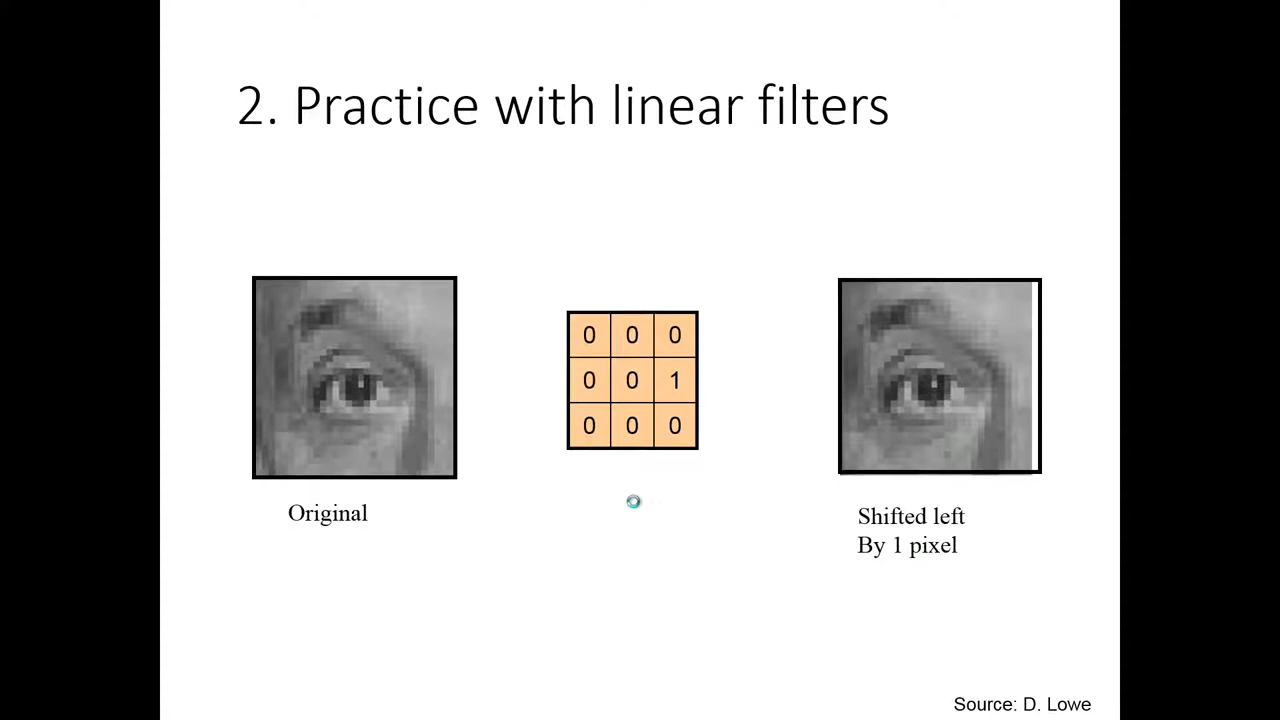 2. Practice with linear filters
0 0 0
0 0 1
0 0 0
Original
Shifted left
By 1 pixel
Source: D. Lowe